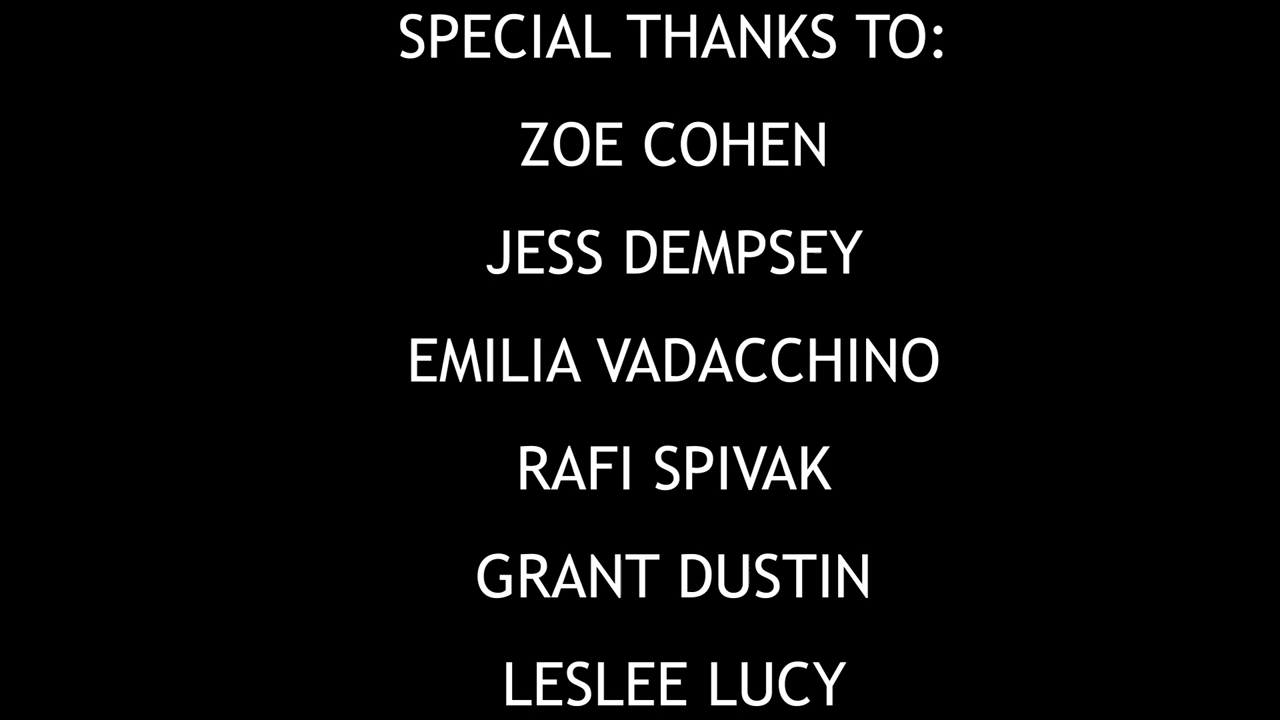 SPECIAL THANKS TO:
ZOE COHEN
JESS DEMPSEY
EMILIA VADACCHINO
RAFI SPIVAK
GRANT DUSTIN
LESLEE LUCY